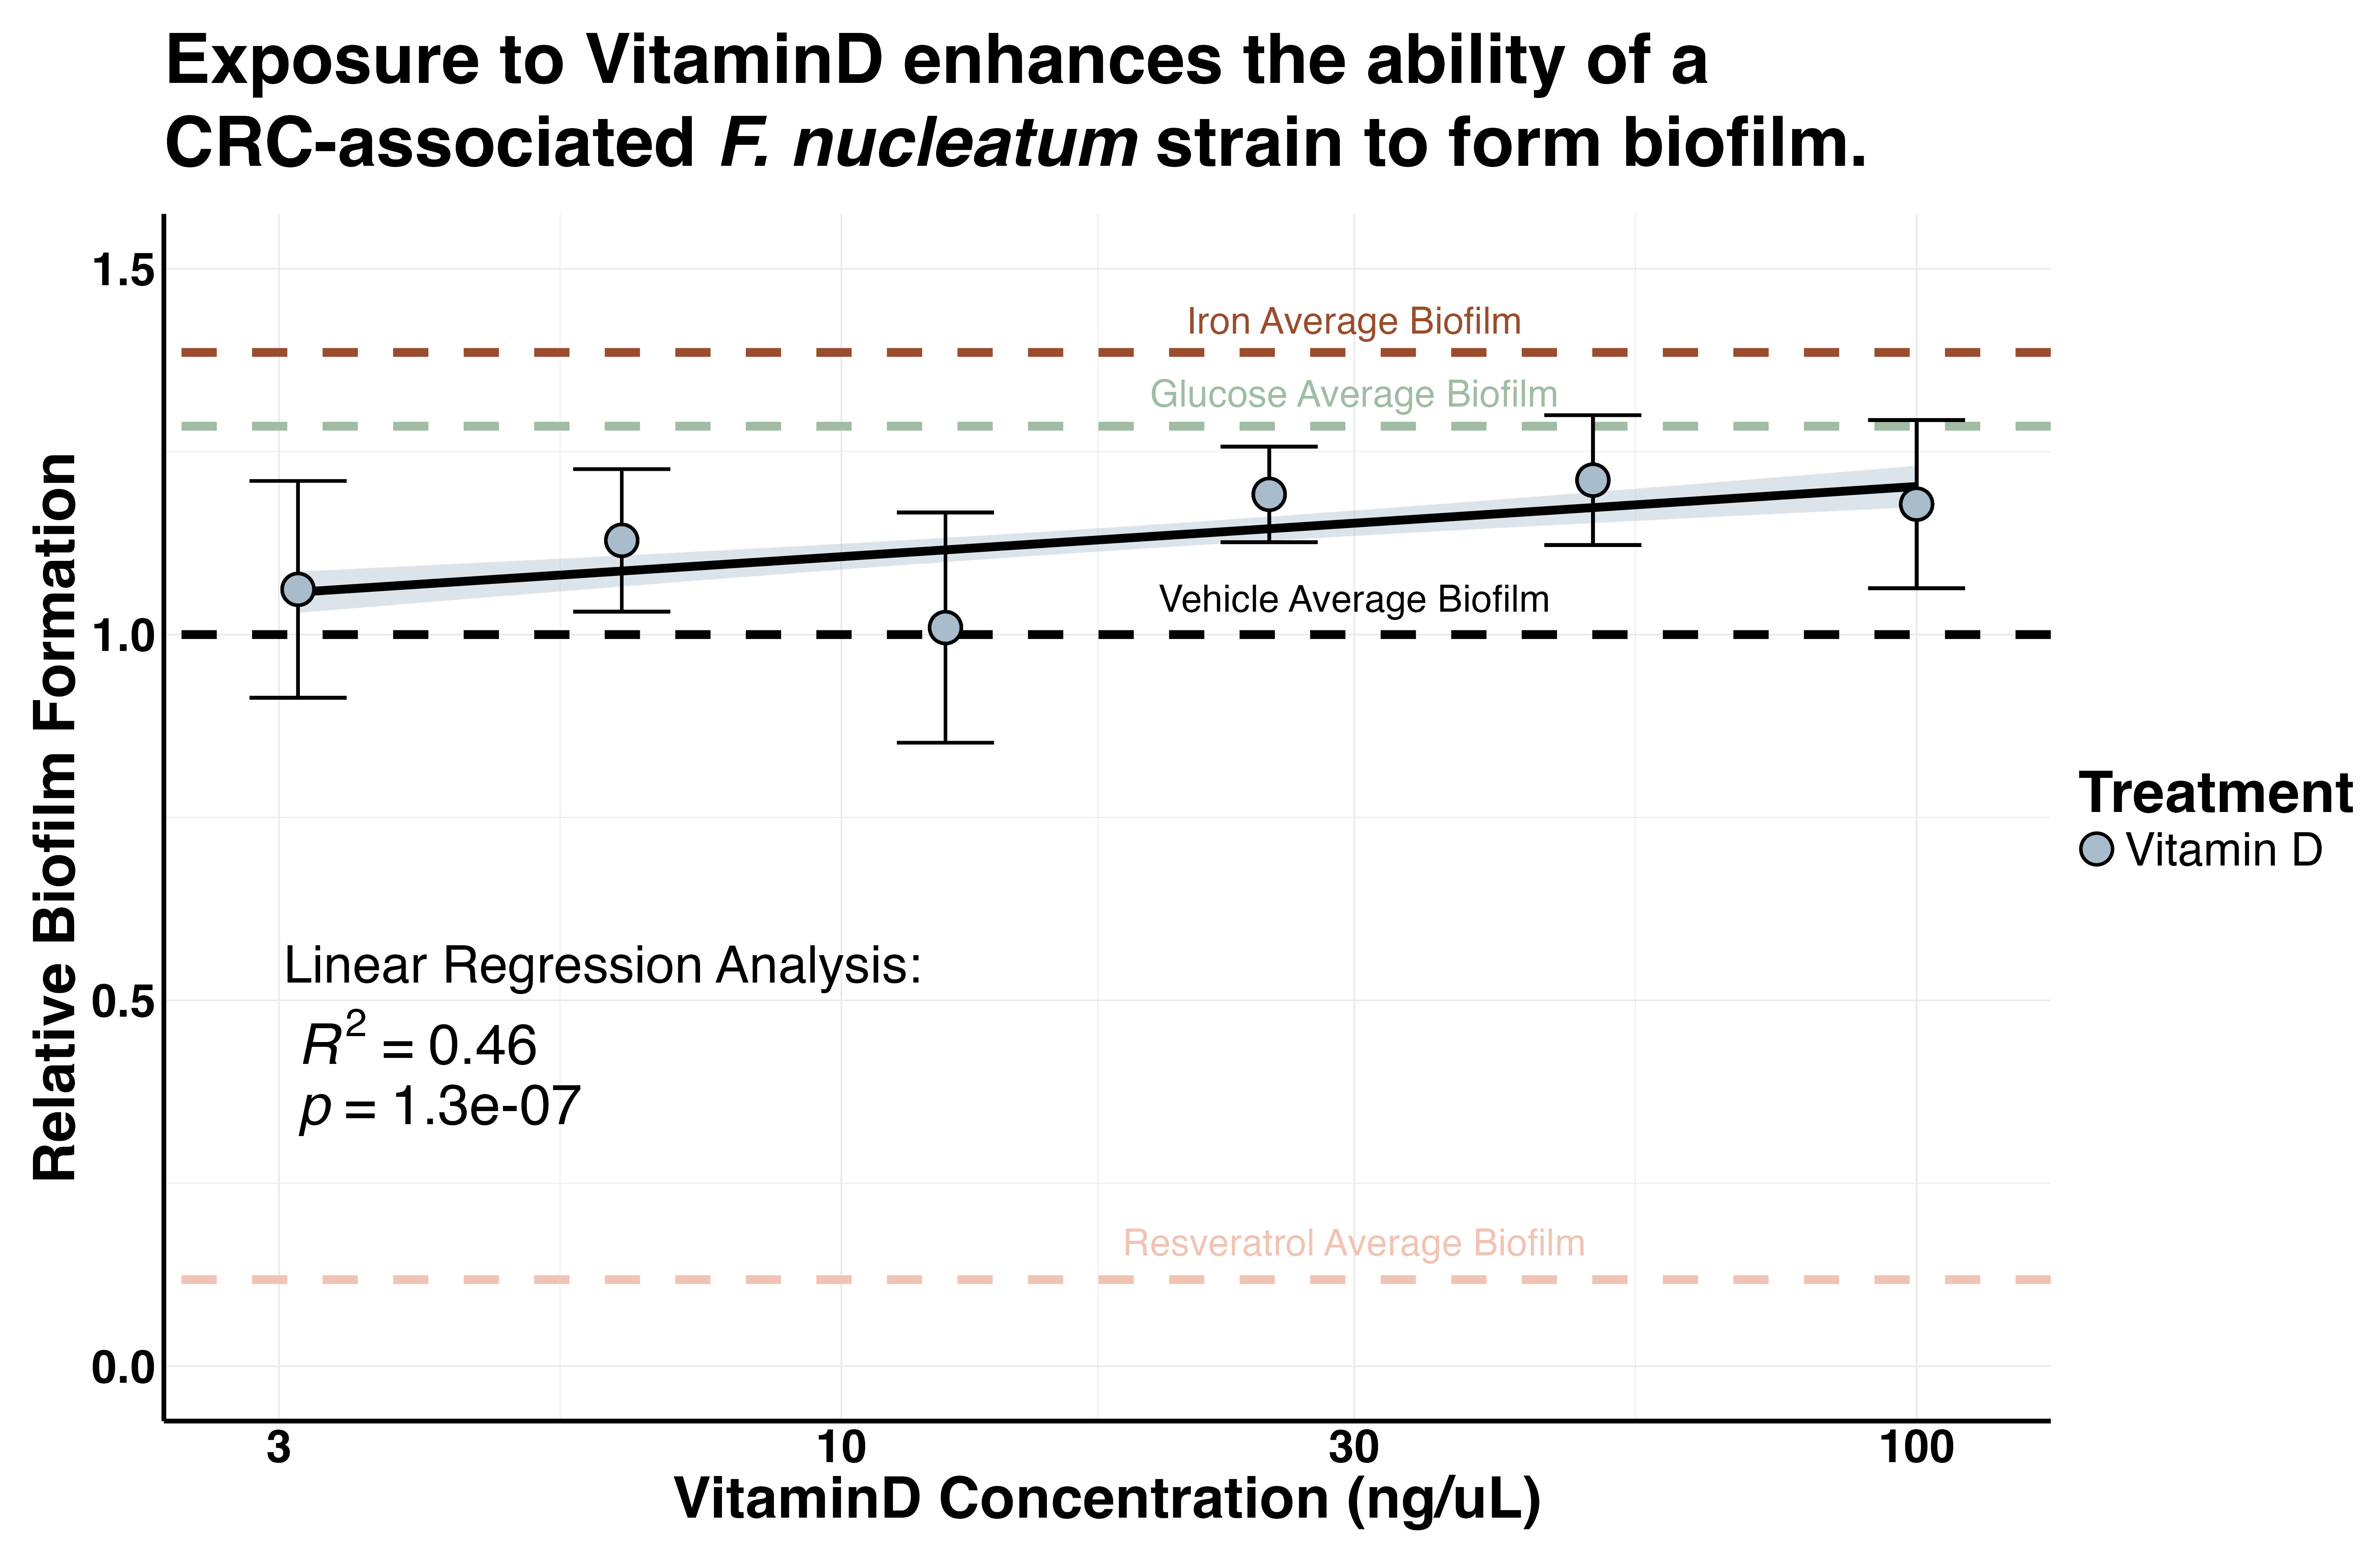 Exposure to VitaminD enhances the ability of a
CRC-associated F. nucleatum strain to form biofilm.
Relative Biofilm Formation
1.5
1.0
0.5
0.0
Iron Average Biofilm
Glucose Average Biofilm
Vehicle Average Biofilm
Linear Regression Analysis:
R² = 0.46
p = 1.3e-07
Resveratrol Average Biofilm
Treatment
Vitamin D
3 10 30 100
VitaminD Concentration (ng/uL)